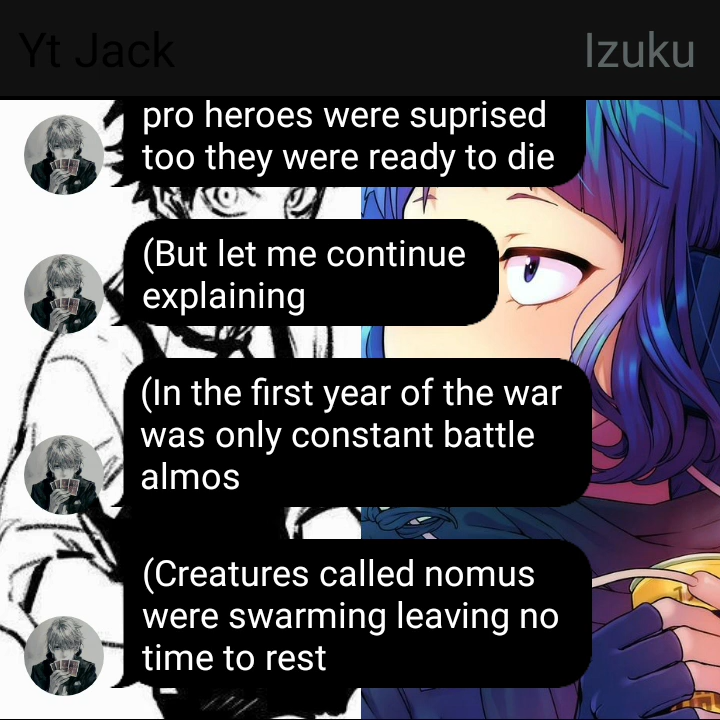 Yt Jack
Izuku
pro heroes were suprised
too they were ready to die
(But let me continue
explaining
(In the first year of the war
was only constant battle
almos
(Creatures called nomus
were swarming leaving no
time to rest